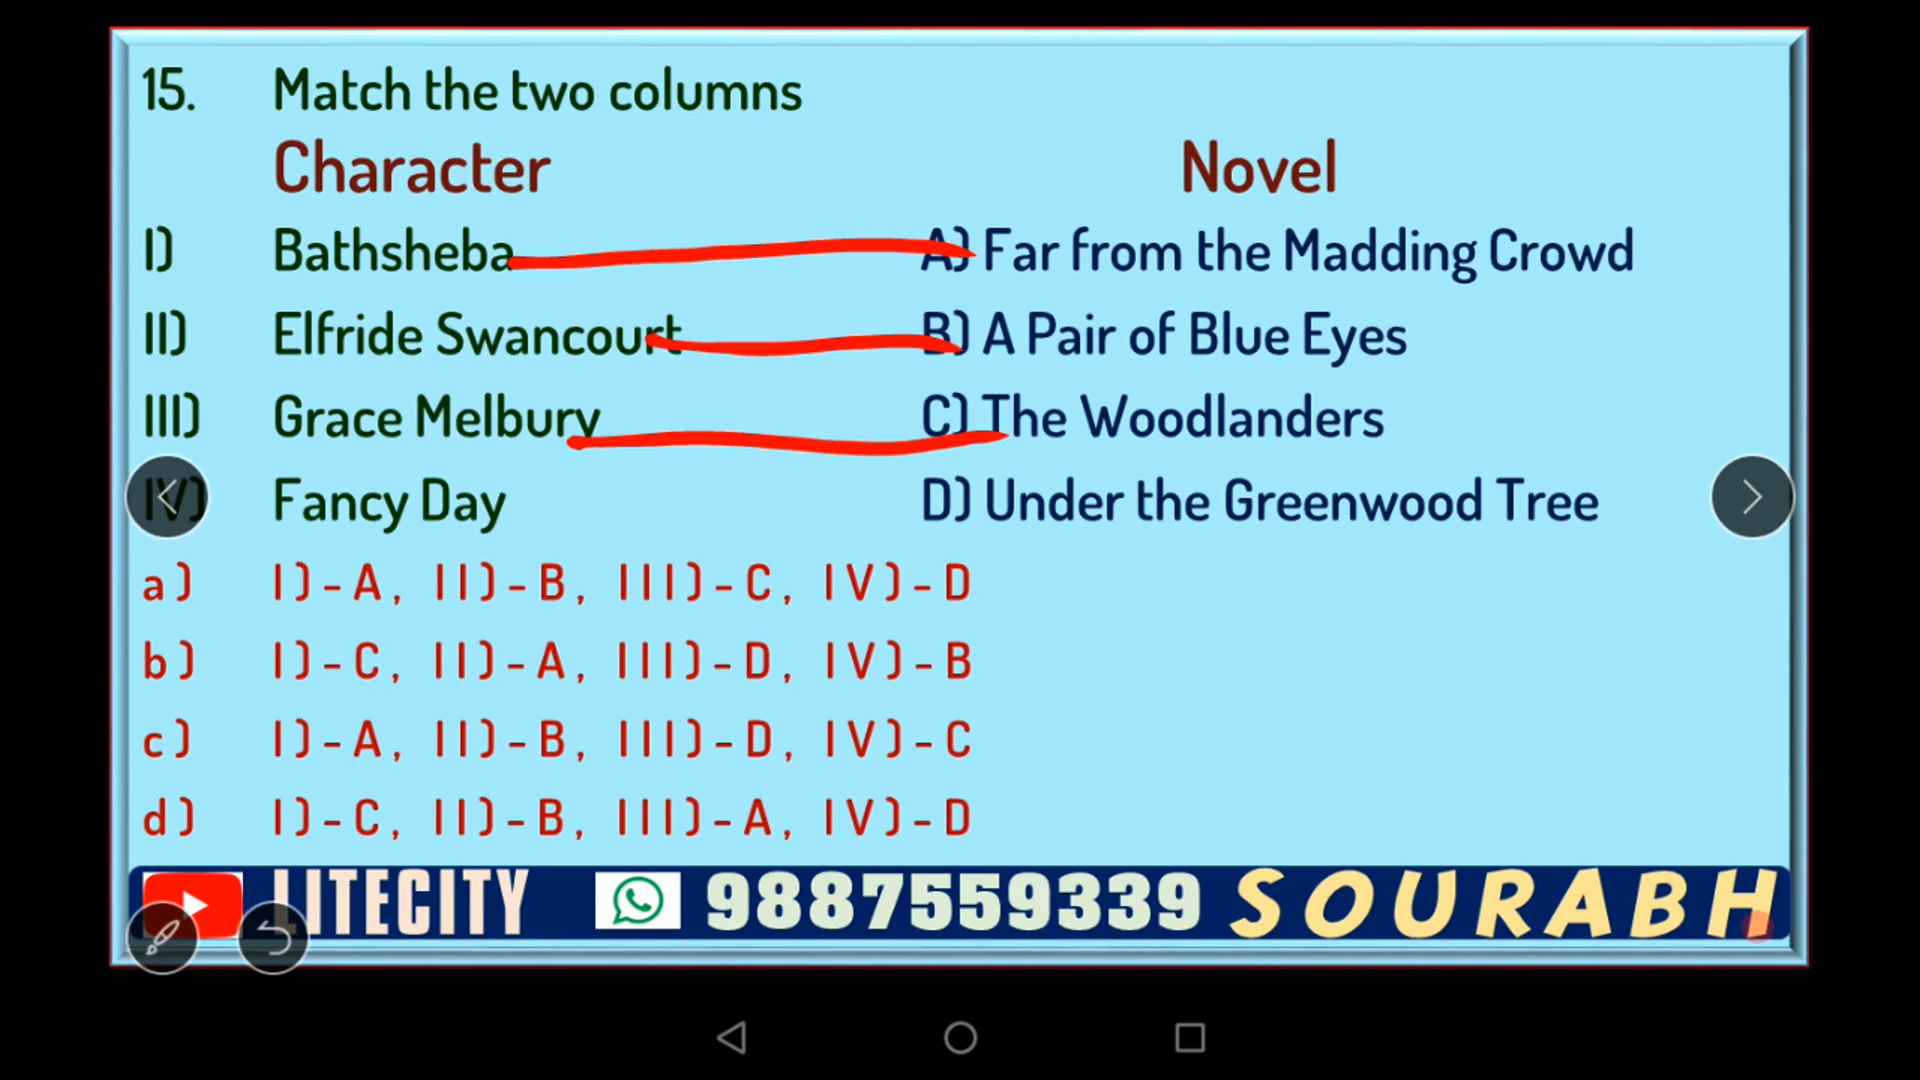 15. Match the two columns
Character Novel
I) Bathsheba A) Far from the Madding Crowd
II) Elfride Swancourt B) A Pair of Blue Eyes
III) Grace Melbury C) The Woodlanders
IV) Fancy Day D) Under the Greenwood Tree
a) I)-A, II)-B, III)-C, IV)-D
b) I)-C, II)-A, III)-D, IV)-B
c) I)-A, II)-B, III)-D, IV)-C
d) I)-C, II)-B, III)-A, IV)-D
LITECITY 9887559339 SOURABH